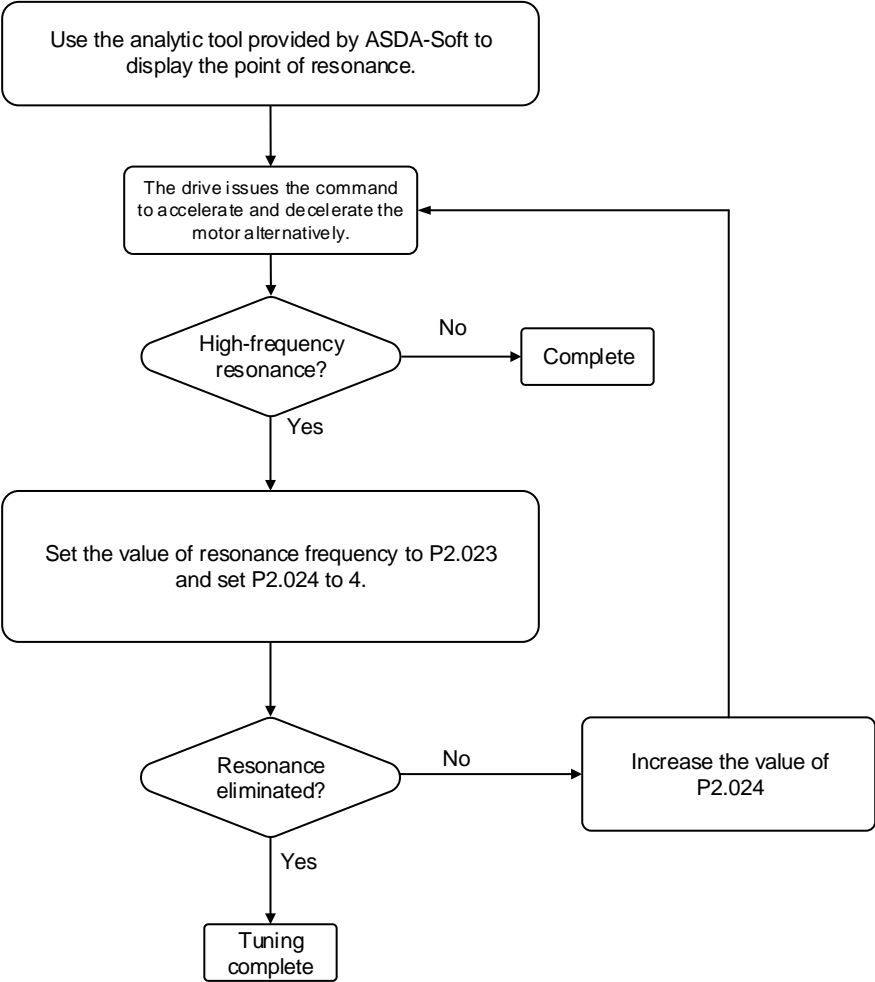 Use the analytic tool provided by ASDA-Soft to
display the point of resonance.
The drive issues the command
to accelerate and decelerate the
motor alternatively.
High-frequency
resonance?
No
Complete
Yes
Set the value of resonance frequency to P2.023
and set P2.024 to 4.
Resonance
eliminated?
No
Increase the value of
P2.024
Yes
Tuning
complete